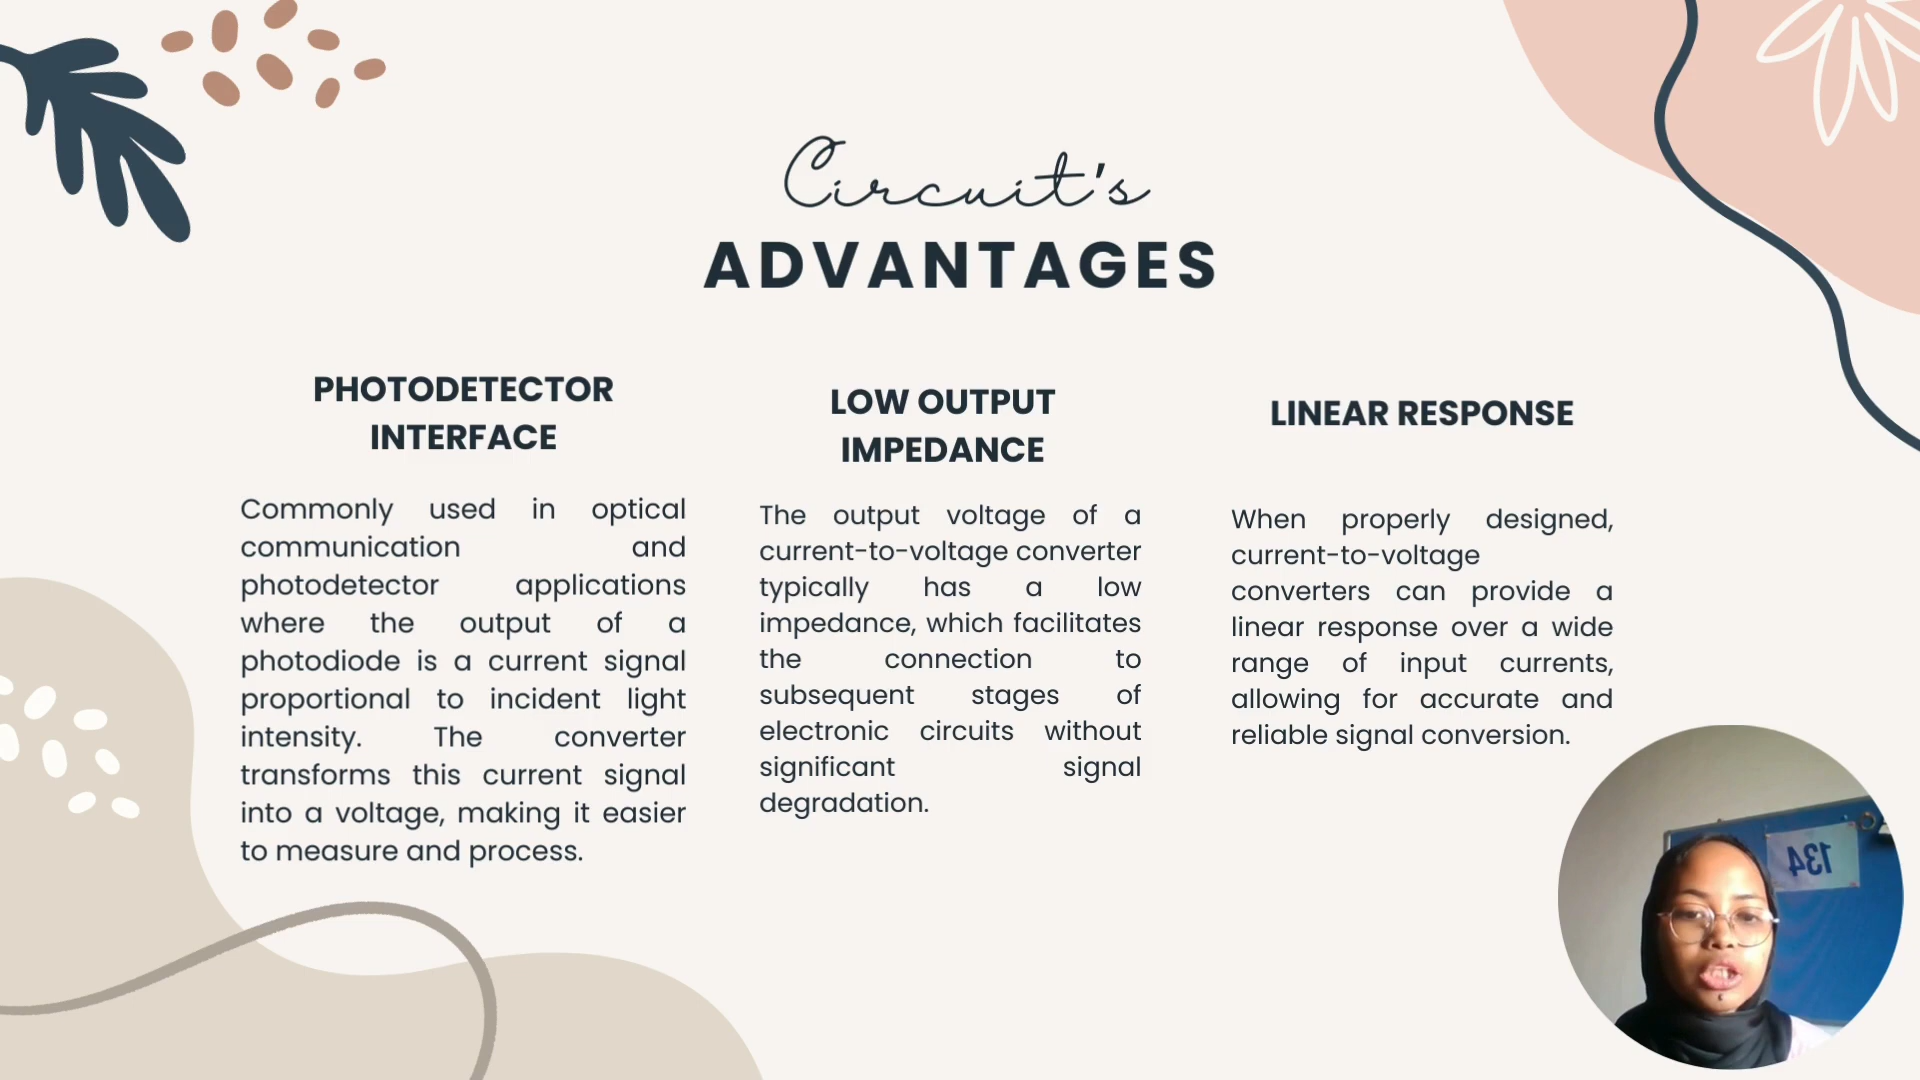 Circuit's
ADVANTAGES
PHOTODETECTOR
INTERFACE
Commonly used in optical
communication and
photodetector applications
where the output of a
photodiode is a current signal
proportional to incident light
intensity. The converter
transforms this current signal
into a voltage, making it easier
to measure and process.
LOW OUTPUT
IMPEDANCE
The output voltage of a
current-to-voltage converter
typically has a low
impedance, which facilitates
the connection to
subsequent stages of
electronic circuits without
significant signal
degradation.
LINEAR RESPONSE
When properly designed,
current-to-voltage
converters can provide a
linear response over a wide
range of input currents,
allowing for accurate and
reliable signal conversion.
134